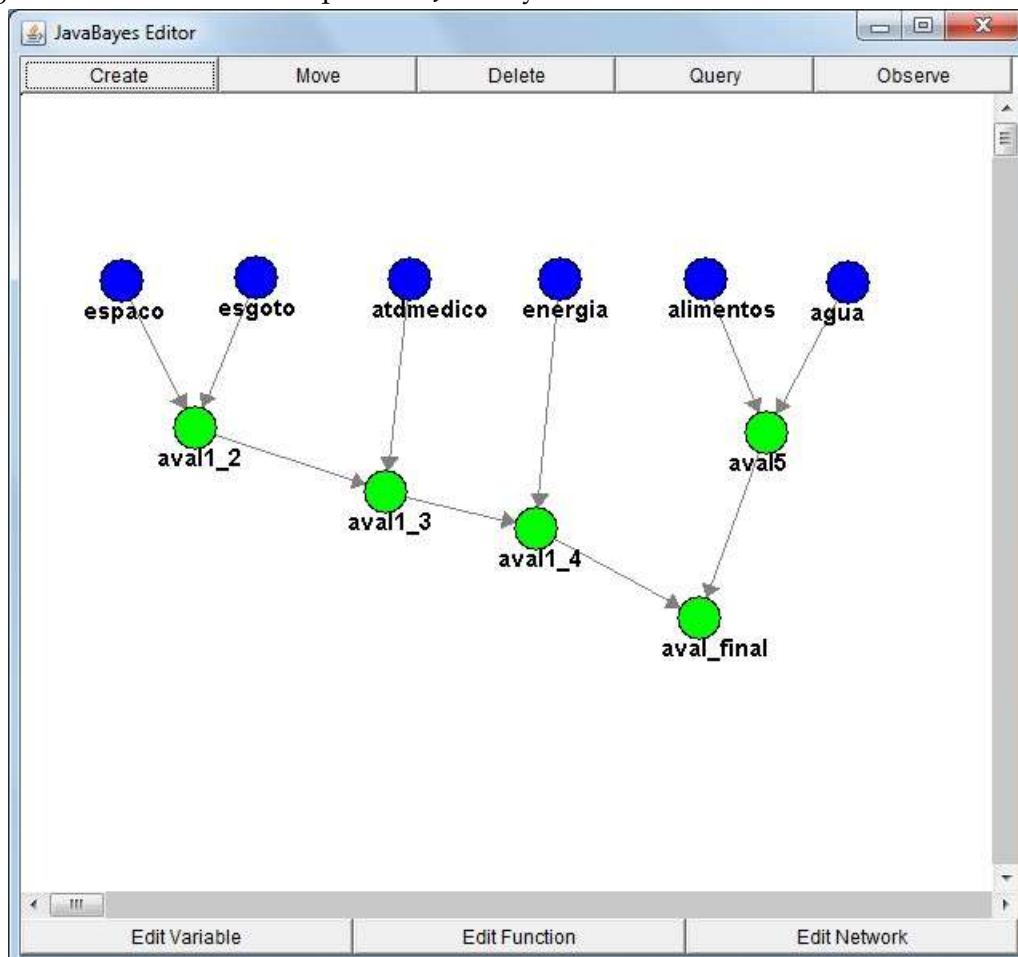 JavaBayes Editor
Create Move Delete Query Observe
espaco esgoto atomedico energia alimentos agua
aval1_2 aval5
aval1_3
aval1_4
aval_final
Edit Variable Edit Function Edit Network